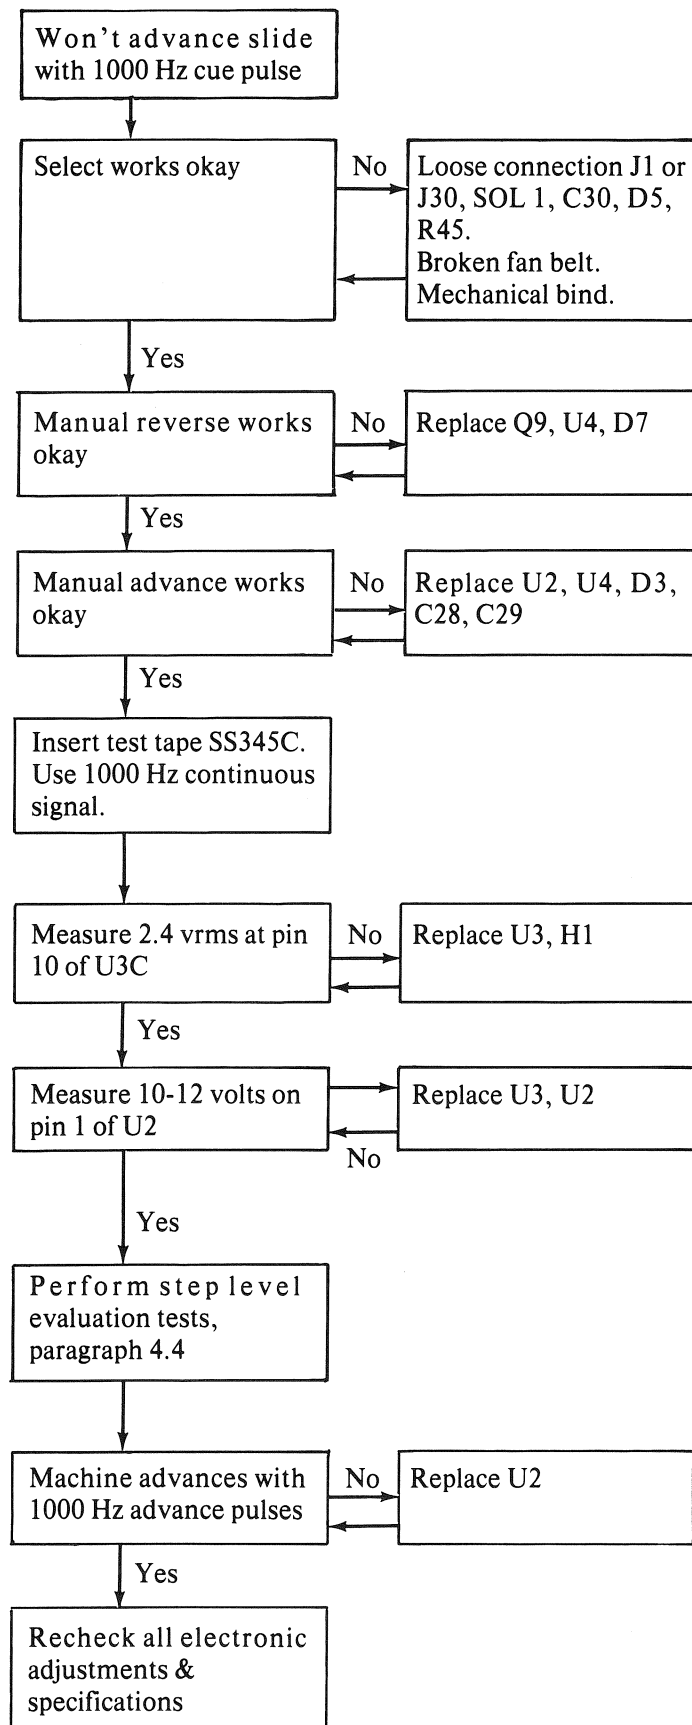 Won't advance slide
with 1000 Hz cue pulse
Select works okay
No
Loose connection J1 or
J30, SOL 1, C30, D5,
R45.
Broken fan belt.
Mechanical bind.
Yes
Manual reverse works
okay
No
Replace Q9, U4, D7
Yes
Manual advance works
okay
No
Replace U2, U4, D3,
C28, C29
Yes
Insert test tape SS345C.
Use 1000 Hz continuous
signal.
Measure 2.4 vrms at pin
10 of U3C
No
Replace U3, H1
Yes
Measure 10-12 volts on
pin 1 of U2
Replace U3, U2
No
Yes
Perform step level
evaluation tests,
paragraph 4.4
Machine advances with
1000 Hz advance pulses
No
Replace U2
Yes
Recheck all electronic
adjustments &
specifications